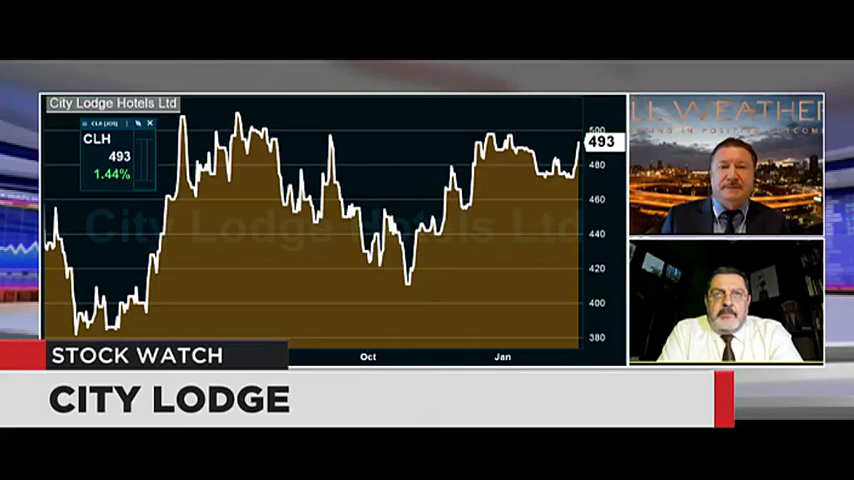 City Lodge Hotels Ltd
CLH
493
1.44%
City Lodge Hotels Ltd
500
493
480
460
440
420
400
380
Oct
Jan
ALL WEATHER
STOCK WATCH
CITY LODGE